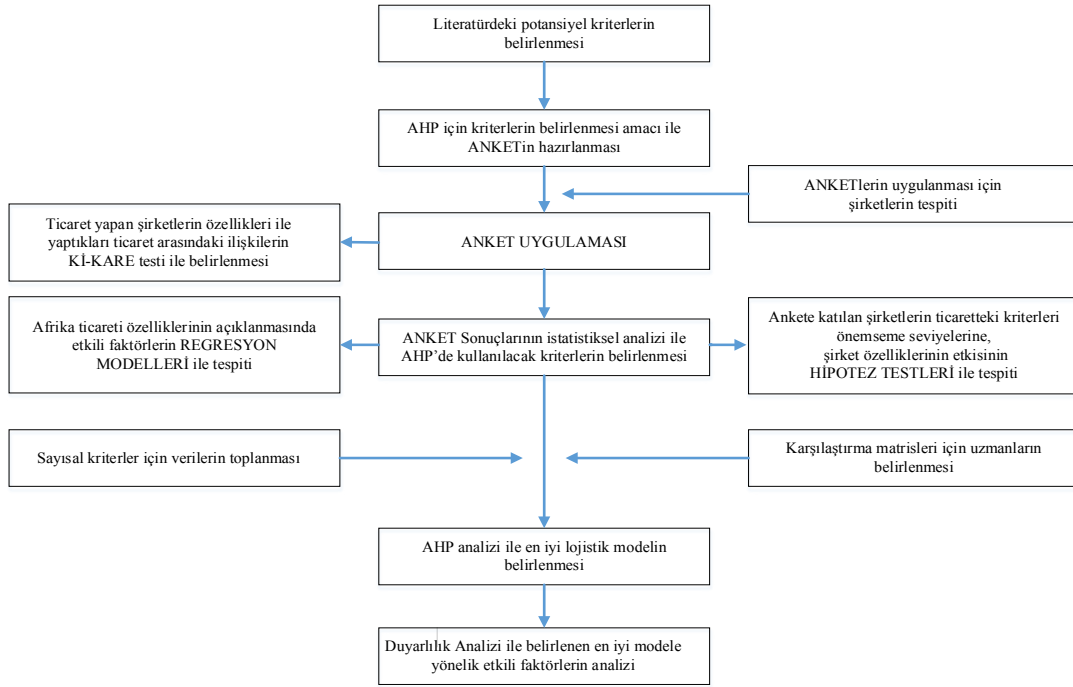 Literatürdeki potansiyel kriterlerin
belirlenmesi
AHP için kriterlerin belirlenmesi amacı ile
ANKETin hazırlanması
ANKETlerin uygulanması için
şirketlerin tespiti
Ticaret yapan şirketlerin özellikleri ile
yaptıkları ticaret arasındaki ilişkilerin
Kİ-KARE testi ile belirlenmesi
ANKET UYGULAMASI
Afrika ticareti özelliklerinin açıklanmasında
etkili faktörlerin REGRESYON
MODELLERİ ile tespiti
ANKET Sonuçlarının istatistiksel analizi ile
AHP’de kullanılacak kriterlerin belirlenmesi
Ankete katılan şirketlerin ticaretteki kriterleri
önemseme seviyelerine,
şirket özelliklerinin etkisinin
HİPOTEZ TESTLERİ ile tespiti
Sayısal kriterler için verilerin toplanması
Karşılaştırma matrisleri için uzmanların
belirlenmesi
AHP analizi ile en iyi lojistik modelin
belirlenmesi
Duyarlılık Analizi ile belirlenen en iyi modele
yönelik etkili faktörlerin analizi